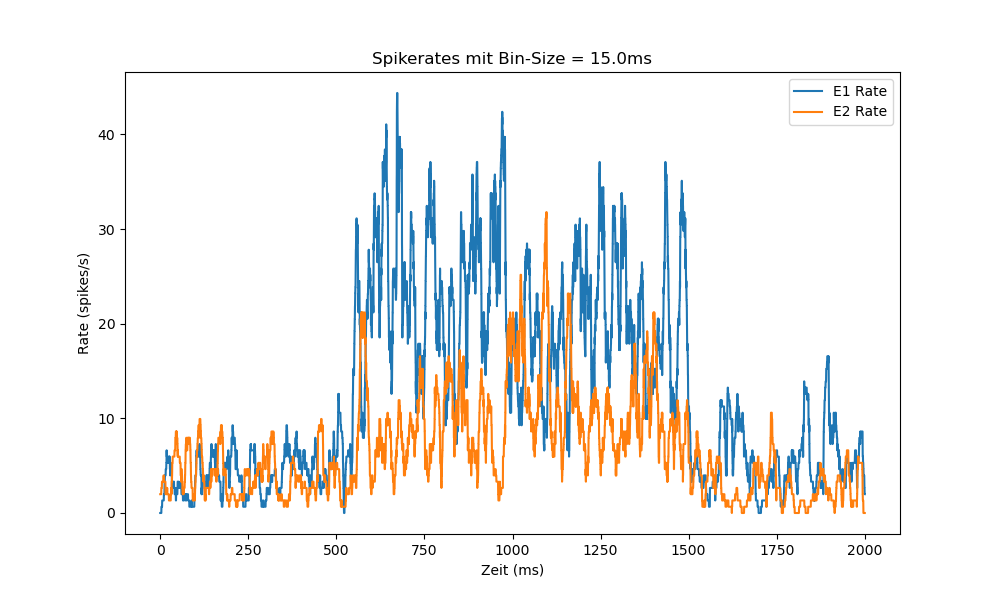 Spikerates mit Bin-Size = 15.0ms
E1 Rate
E2 Rate
Rate (spikes/s)
40
30
20
10
0
0 250 500 750 1000 1250 1500 1750 2000
Zeit (ms)